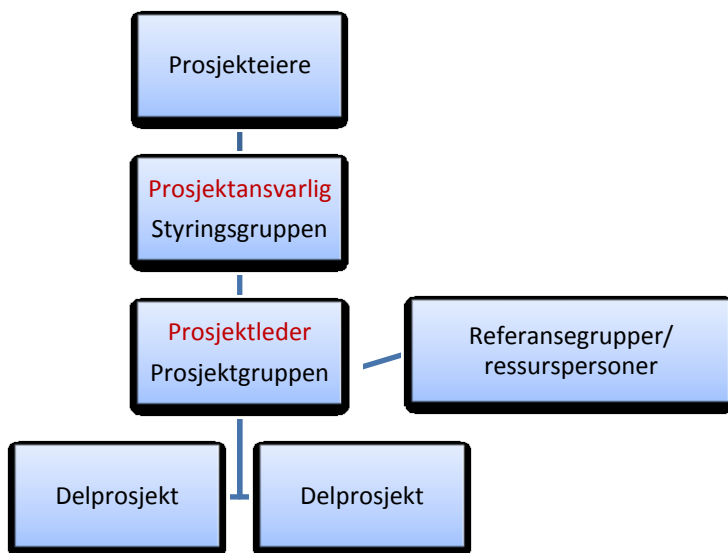 Prosjekteiere
Prosjektansvarlig
Styringsgruppen
Prosjektleder
Prosjektgruppen
Referansegrupper/
ressurspersoner
Delprosjekt
Delprosjekt